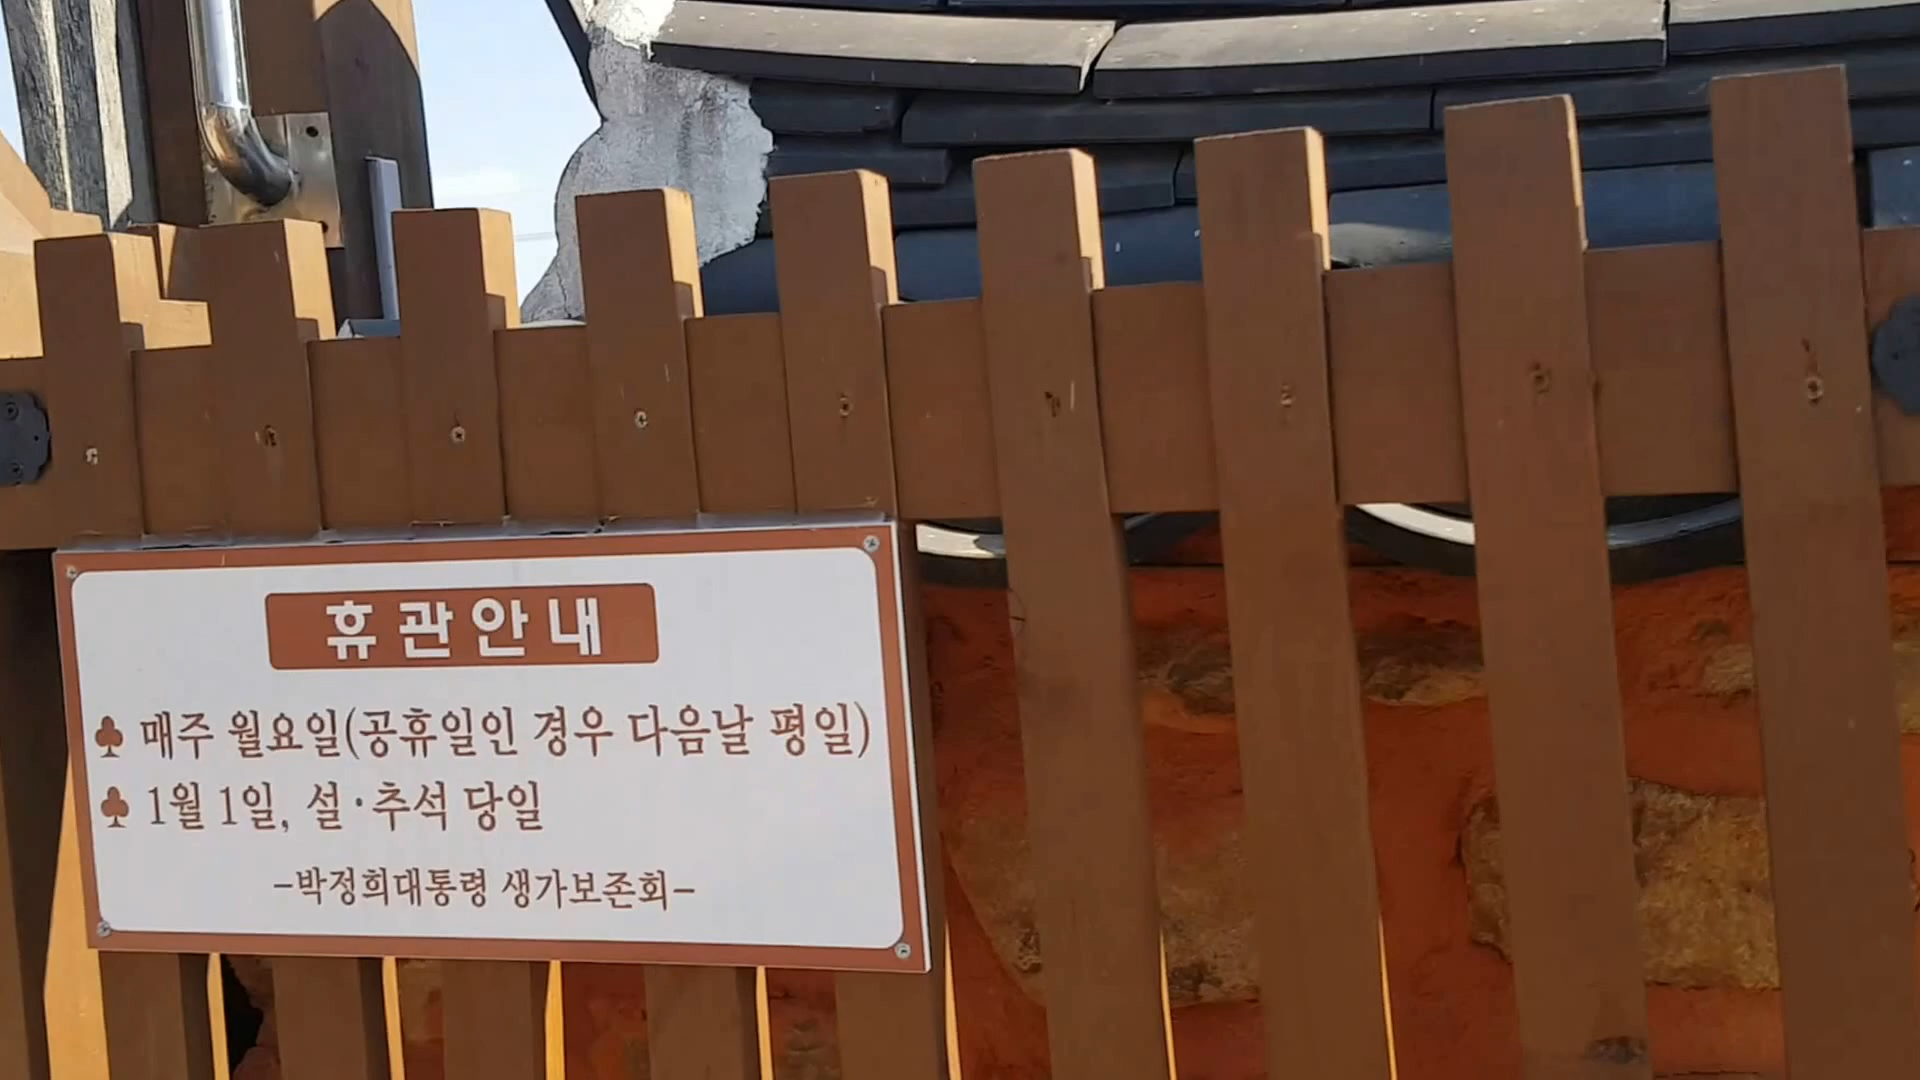 휴관안내
♣ 매주 월요일(공휴일인 경우 다음날 평일)
♣ 1월 1일, 설·추석 당일
-박정희대통령 생가보존회-